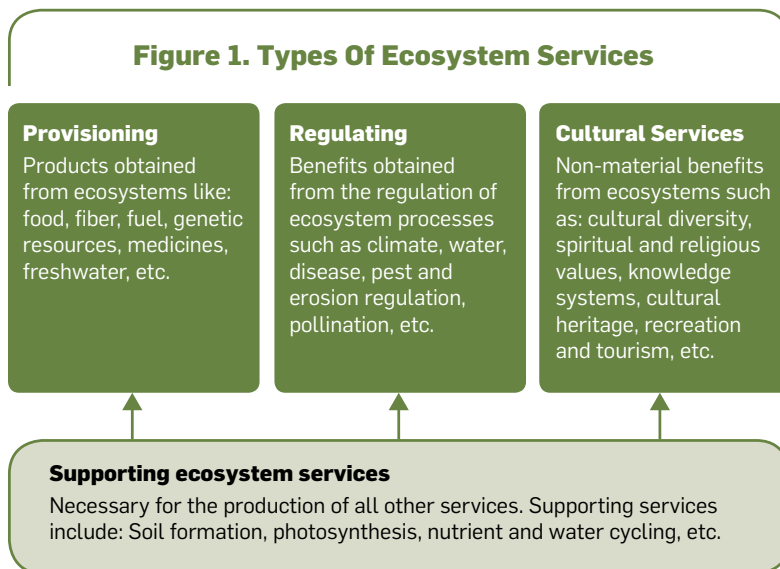 Figure 1. Types Of Ecosystem Services
Provisioning
Products obtained
from ecosystems like:
food, fiber, fuel, genetic
resources, medicines,
freshwater, etc.
Regulating
Benefits obtained
from the regulation of
ecosystem processes
such as climate, water,
disease, pest and
erosion regulation,
pollination, etc.
Cultural Services
Non-material benefits
from ecosystems such
as: cultural diversity,
spiritual and religious
values, knowledge
systems, cultural
heritage, recreation
and tourism, etc.
Supporting ecosystem services
Necessary for the production of all other services. Supporting services
include: Soil formation, photosynthesis, nutrient and water cycling, etc.